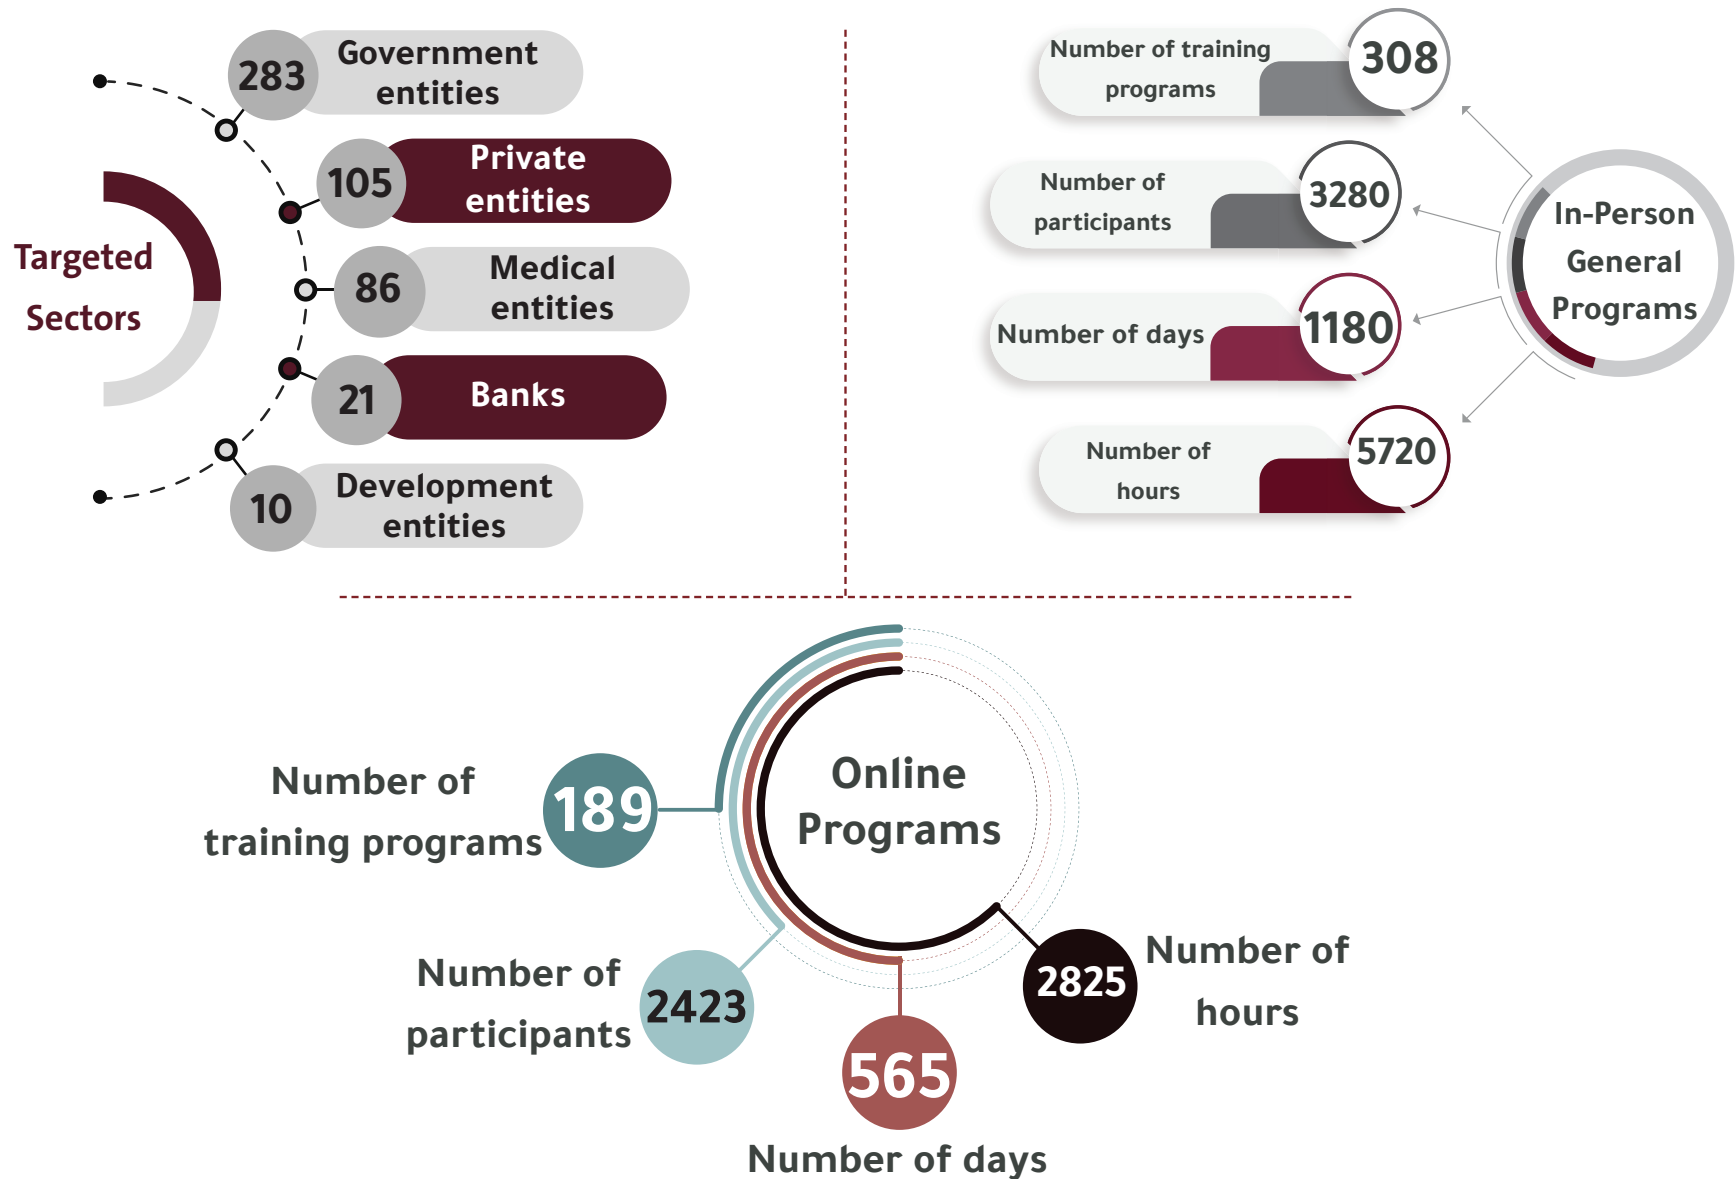 Targeted
Sectors
283
Government
entities
105
Private
entities
86
Medical
entities
21
Banks
10
Development
entities
In-Person
General
Programs
Number of training
programs
308
Number of
participants
3280
Number of days
1180
Number of
hours
5720
Online
Programs
Number of
training programs
189
Number of
participants
2423
565
Number of days
2825
Number of
hours